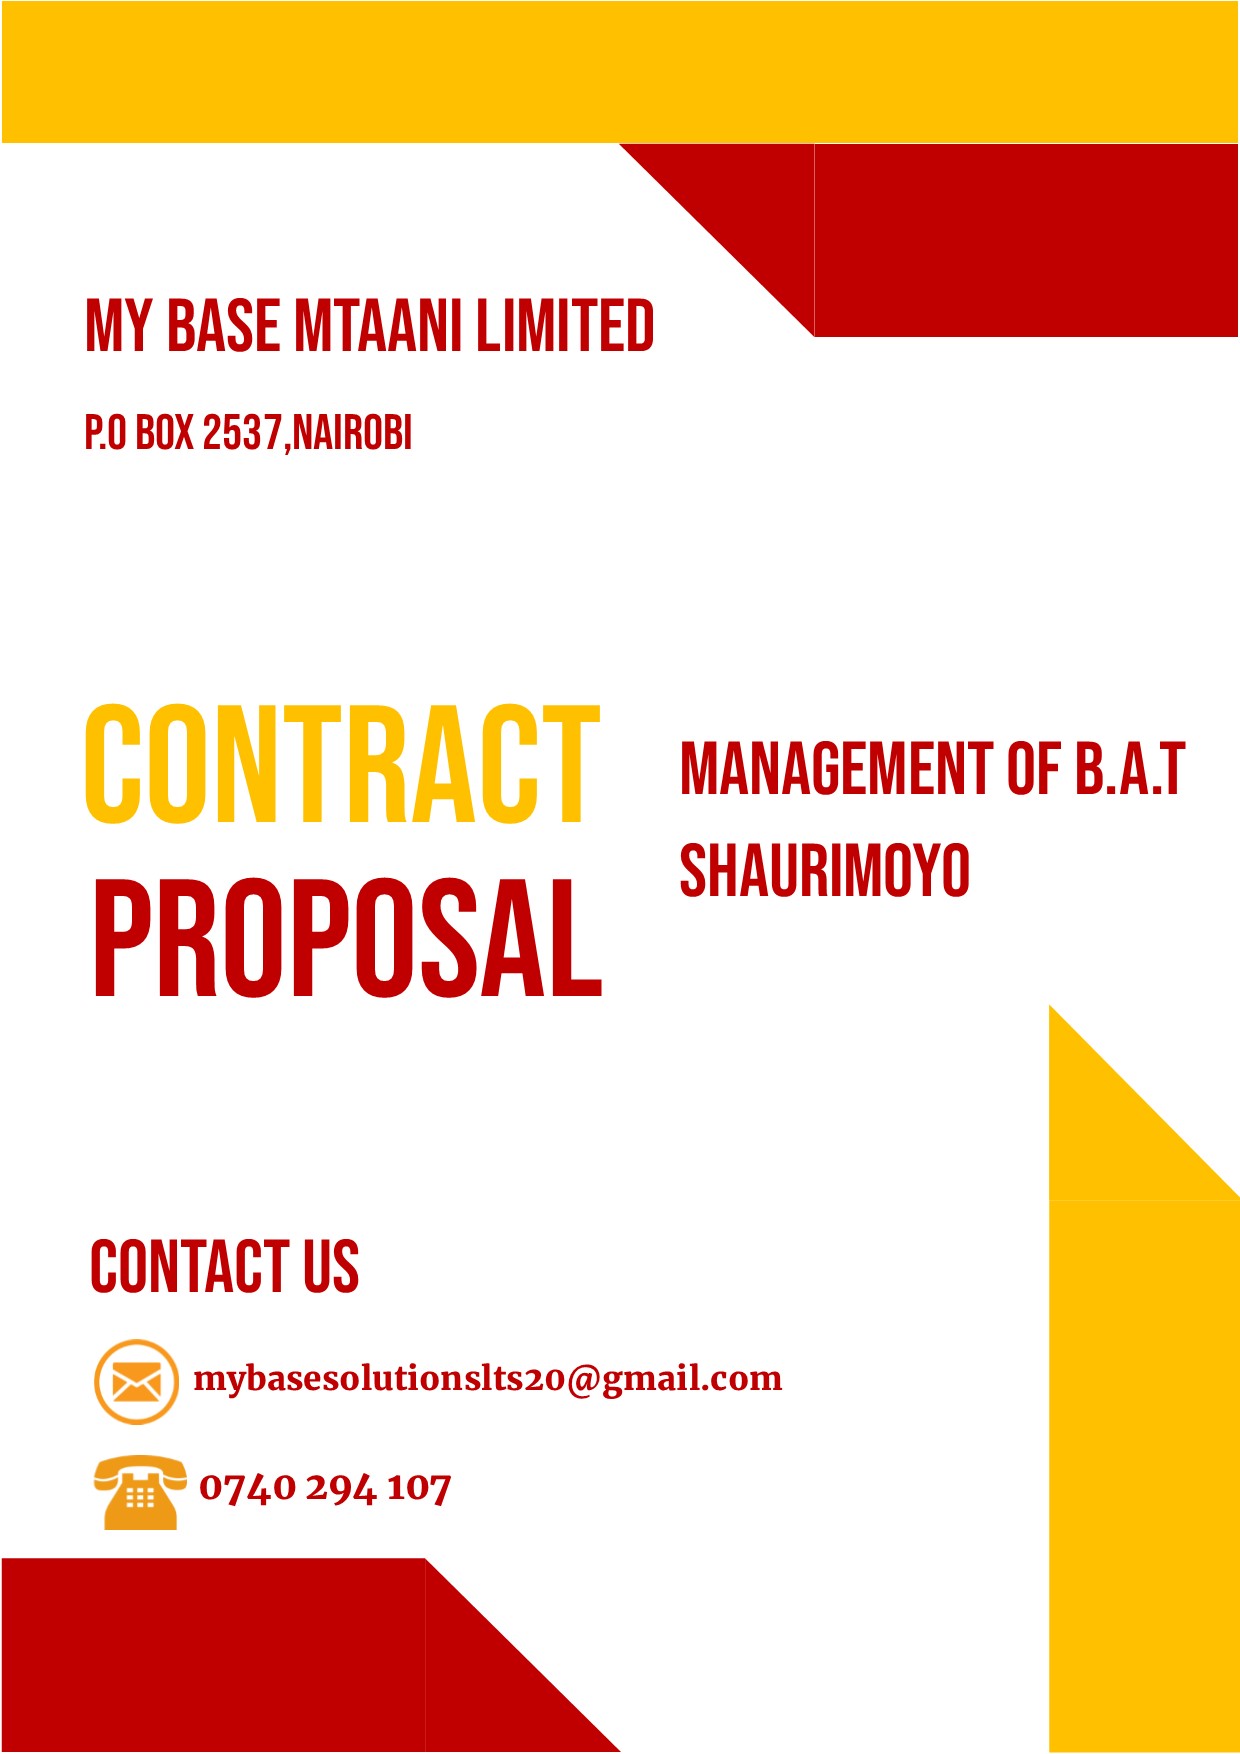 MY BASE MTAANI LIMITED
P.O BOX 2537,NAIROBI
CONTRACT
PROPOSAL
MANAGEMENT OF B.A.T
SHAURIMOYO
CONTACT US
mybasesolutionslts20@gmail.com
0740 294 107